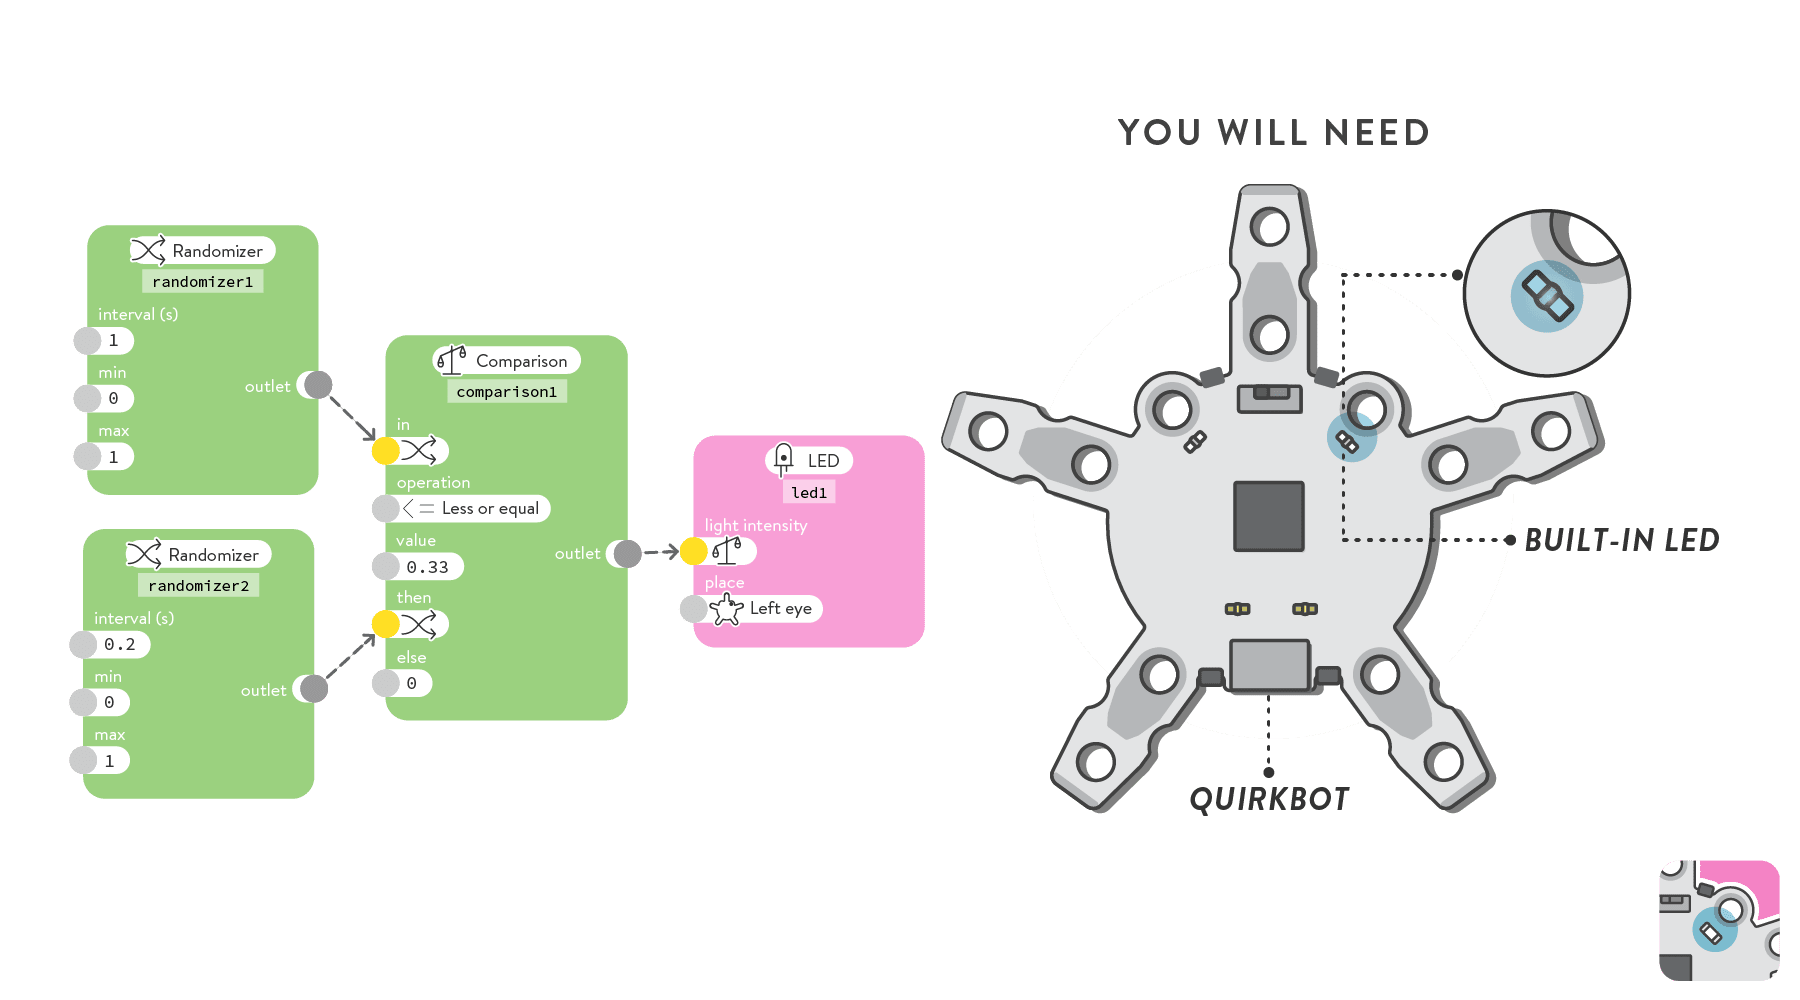 YOU WILL NEED
Randomizer
randomizer1
interval (s)
1
min
0
max
1
outlet
Randomizer
randomizer2
interval (s)
0.2
min
0
max
1
outlet
Comparison
comparison1
in
operation
<= Less or equal
value
0.33
then
else
0
outlet
LED
led1
light intensity
place
Left eye
BUILT-IN LED
QUIRKBOT